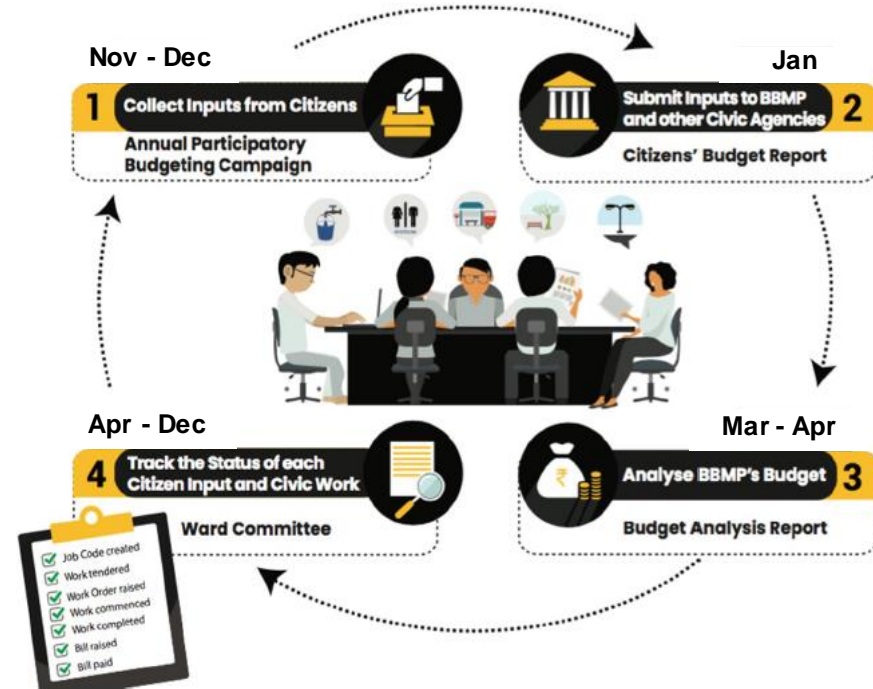 Nov - Dec
1
Collect Inputs from Citizens
Annual Participatory
Budgeting Campaign
Jan
Submit Inputs to BBMP
and other Civic Agencies
2
Citizens' Budget Report
Mar - Apr
Analyse BBMP's Budget
3
₹
Budget Analysis Report
Apr - Dec
4
Track the Status of each
Citizen Input and Civic Work
Ward Committee
Job Code created
Work tendered
Work Order raised
Work commenced
Work completed
Bill raised
Bill paid